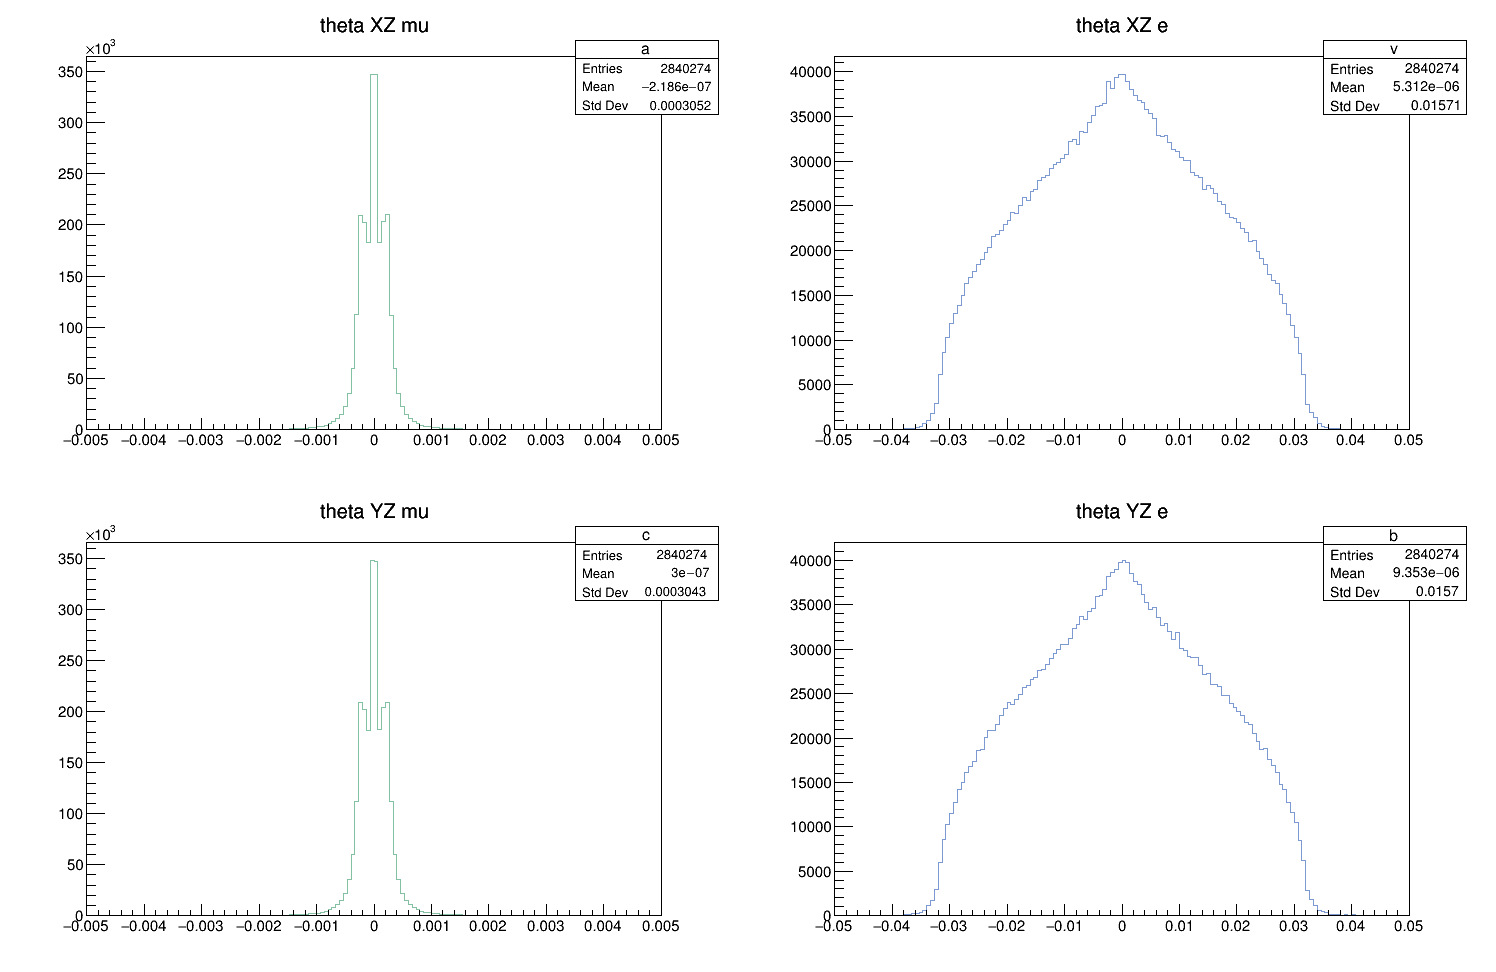 theta XZ mu
×10³
a
Entries 2840274
Mean −2.186e−07
Std Dev 0.0003052
350
300
250
200
150
100
50
0
−0.005 −0.004 −0.003 −0.002 −0.001 0 0.001 0.002 0.003 0.004 0.005
theta XZ e
v
Entries 2840274
Mean 5.312e−06
Std Dev 0.01571
40000
35000
30000
25000
20000
15000
10000
5000
0
−0.05 −0.04 −0.03 −0.02 −0.01 0 0.01 0.02 0.03 0.04 0.05
theta YZ mu
×10³
c
Entries 2840274
Mean 3e−07
Std Dev 0.0003043
350
300
250
200
150
100
50
0
−0.005 −0.004 −0.003 −0.002 −0.001 0 0.001 0.002 0.003 0.004 0.005
theta YZ e
b
Entries 2840274
Mean 9.353e−06
Std Dev 0.0157
40000
35000
30000
25000
20000
15000
10000
5000
0
−0.05 −0.04 −0.03 −0.02 −0.01 0 0.01 0.02 0.03 0.04 0.05